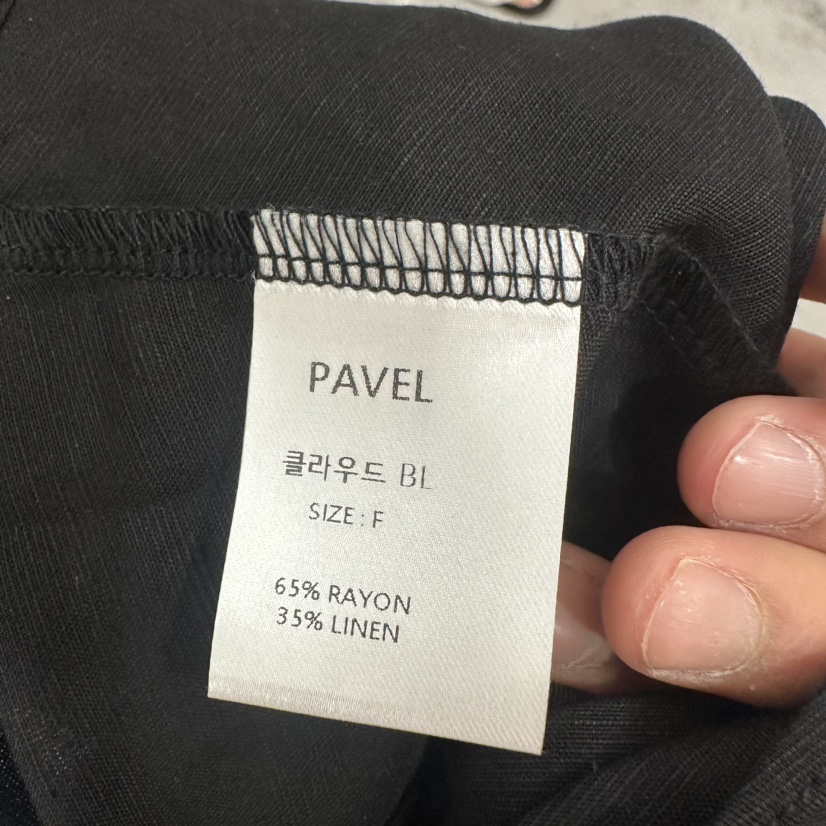 PAVEL
클라우드 BL
SIZE : F
65% RAYON
35% LINEN